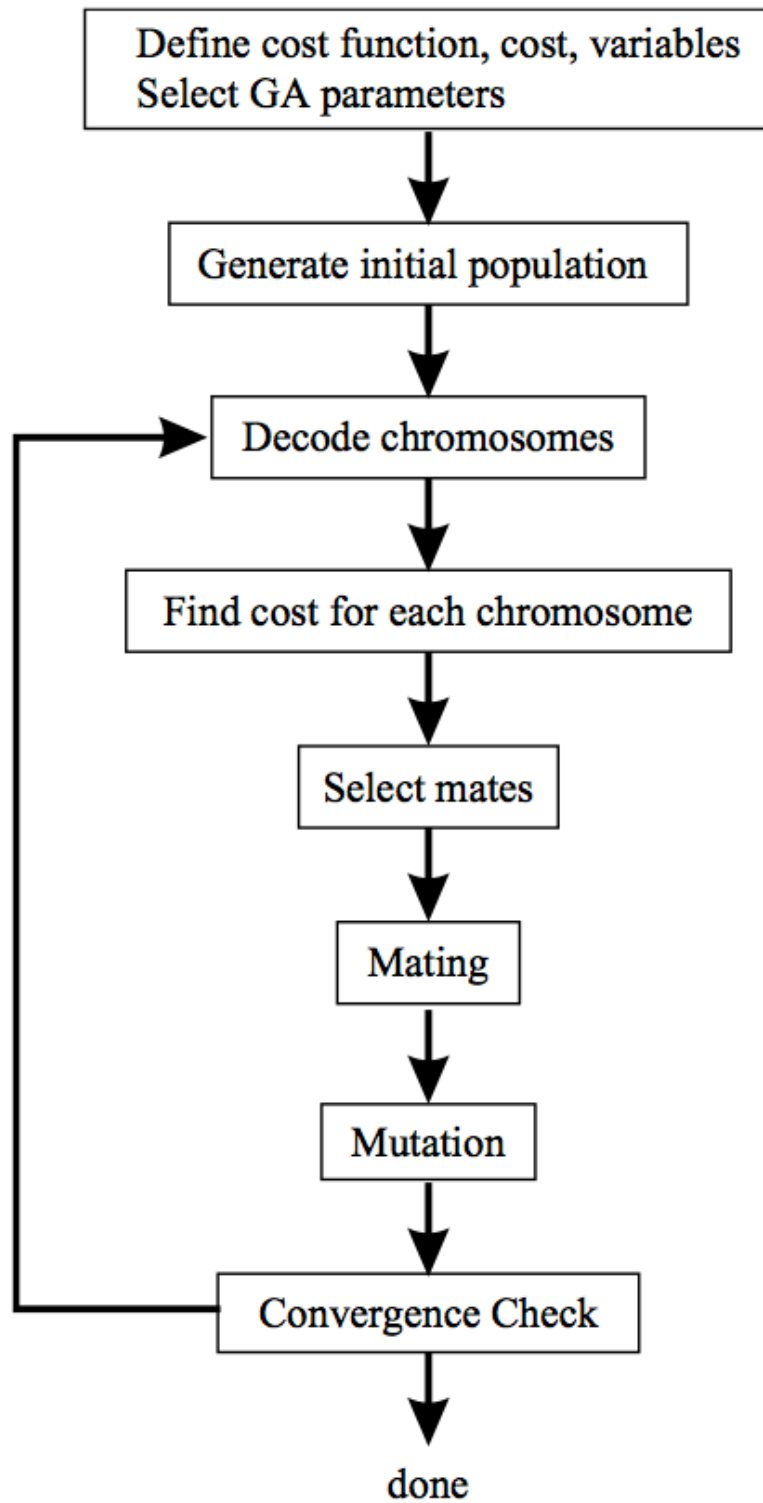 Define cost function, cost, variables
Select GA parameters
Generate initial population
Decode chromosomes
Find cost for each chromosome
Select mates
Mating
Mutation
Convergence Check
done